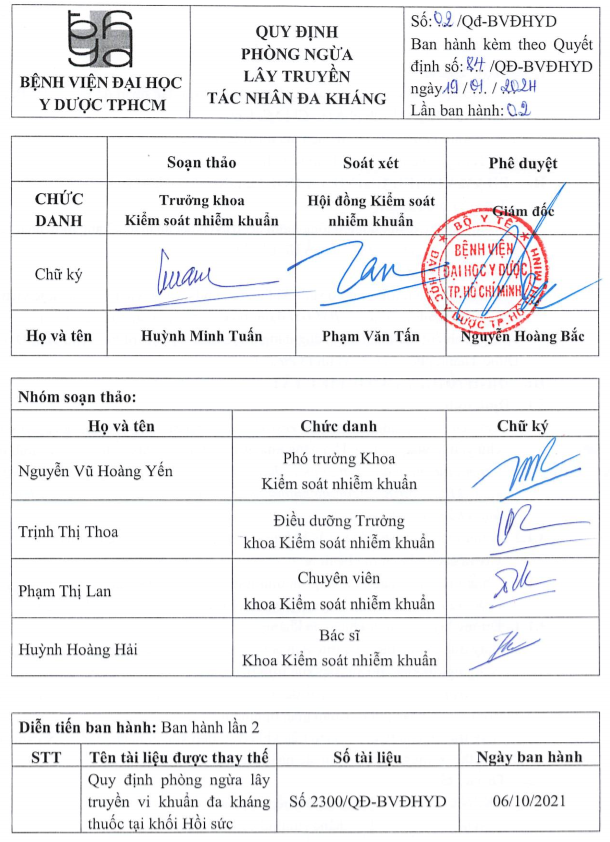 BỆNH VIỆN ĐẠI HỌC
Y DƯỢC TPHCM
QUY ĐỊNH
PHÒNG NGỪA
LÂY TRUYỀN
TÁC NHÂN ĐA KHÁNG
Số: 02 /Qđ-BVĐHYD
Ban hành kèm theo Quyết
định số: 84 /QĐ-BVĐHYD
ngày 19 / 01 / 2024
Lần ban hành: 02
Soạn thảo Soát xét Phê duyệt
CHỨC
DANH
Trưởng khoa
Kiểm soát nhiễm khuẩn
Hội đồng Kiểm soát
nhiễm khuẩn
Giám đốc
Chữ ký
BỘ Y TẾ
BỆNH VIỆN
ĐẠI HỌC Y DƯỢC
TP. HỒ CHÍ MINH
ĐẠI HỌC Y DƯỢC TP. HỒ CHÍ MINH
Họ và tên Huỳnh Minh Tuấn Phạm Văn Tấn Nguyễn Hoàng Bắc
Nhóm soạn thảo:
Họ và tên Chức danh Chữ ký
Nguyễn Vũ Hoàng Yến
Phó trưởng Khoa
Kiểm soát nhiễm khuẩn
Trịnh Thị Thoa
Điều dưỡng Trưởng
khoa Kiểm soát nhiễm khuẩn
Phạm Thị Lan
Chuyên viên
khoa Kiểm soát nhiễm khuẩn
Huỳnh Hoàng Hải
Bác sĩ
Khoa Kiểm soát nhiễm khuẩn
Diễn tiến ban hành: Ban hành lần 2
STT Tên tài liệu được thay thế Số tài liệu Ngày ban hành
Quy định phòng ngừa lây
truyền vi khuẩn đa kháng
thuốc tại khối Hồi sức
Số 2300/QĐ-BVĐHYD
06/10/2021